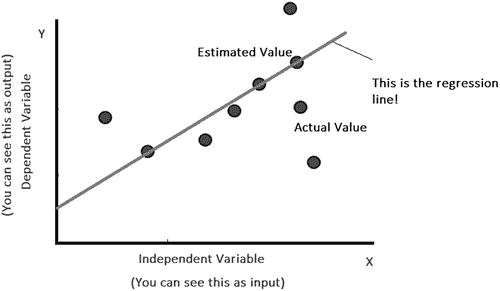 Y
(You can see this as output)
Dependent Variable
Estimated Value
This is the regression
line!
Actual Value
Independent Variable
X
(You can see this as input)